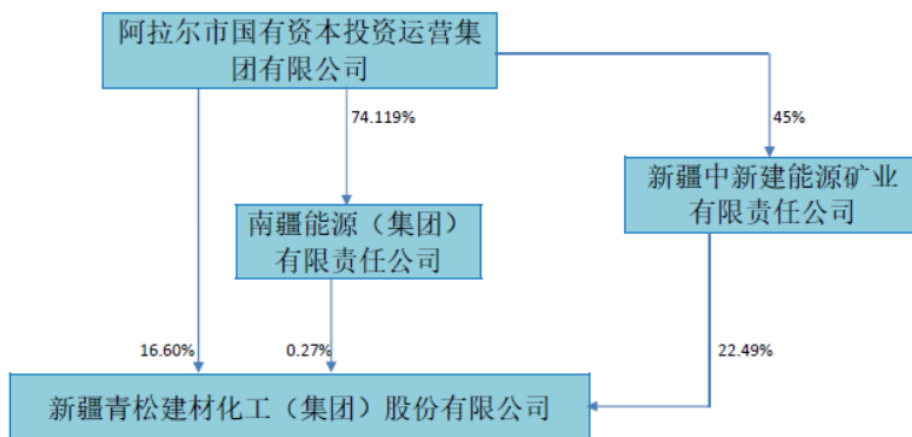 阿拉尔市国有资本投资运营集
团有限公司
74.119%
45%
新疆中新建能源矿业
有限责任公司
南疆能源（集团）
有限责任公司
16.60%
0.27%
22.49%
新疆青松建材化工（集团）股份有限公司